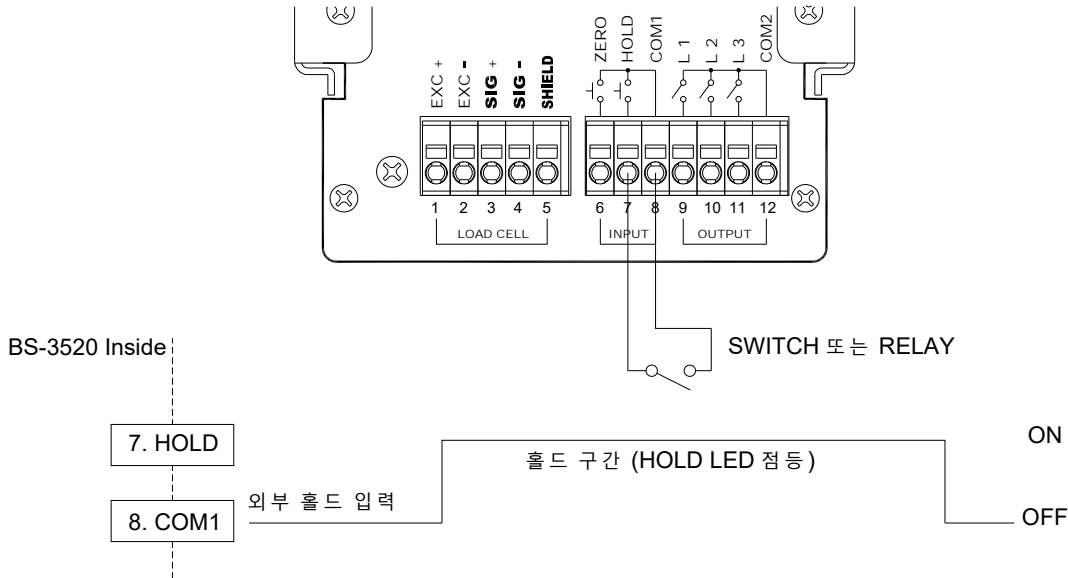 EXC +
EXC -
SIG +
SIG -
SHIELD
ZERO
HOLD
COM1
L 1
L 2
L 3
COM2
1 2 3 4 5 6 7 8 9 10 11 12
LOAD CELL INPUT OUTPUT
BS-3520 Inside
SWITCH 또는 RELAY
7. HOLD
ON
홀드 구간 (HOLD LED 점등)
외부 홀드 입력
8. COM1
OFF